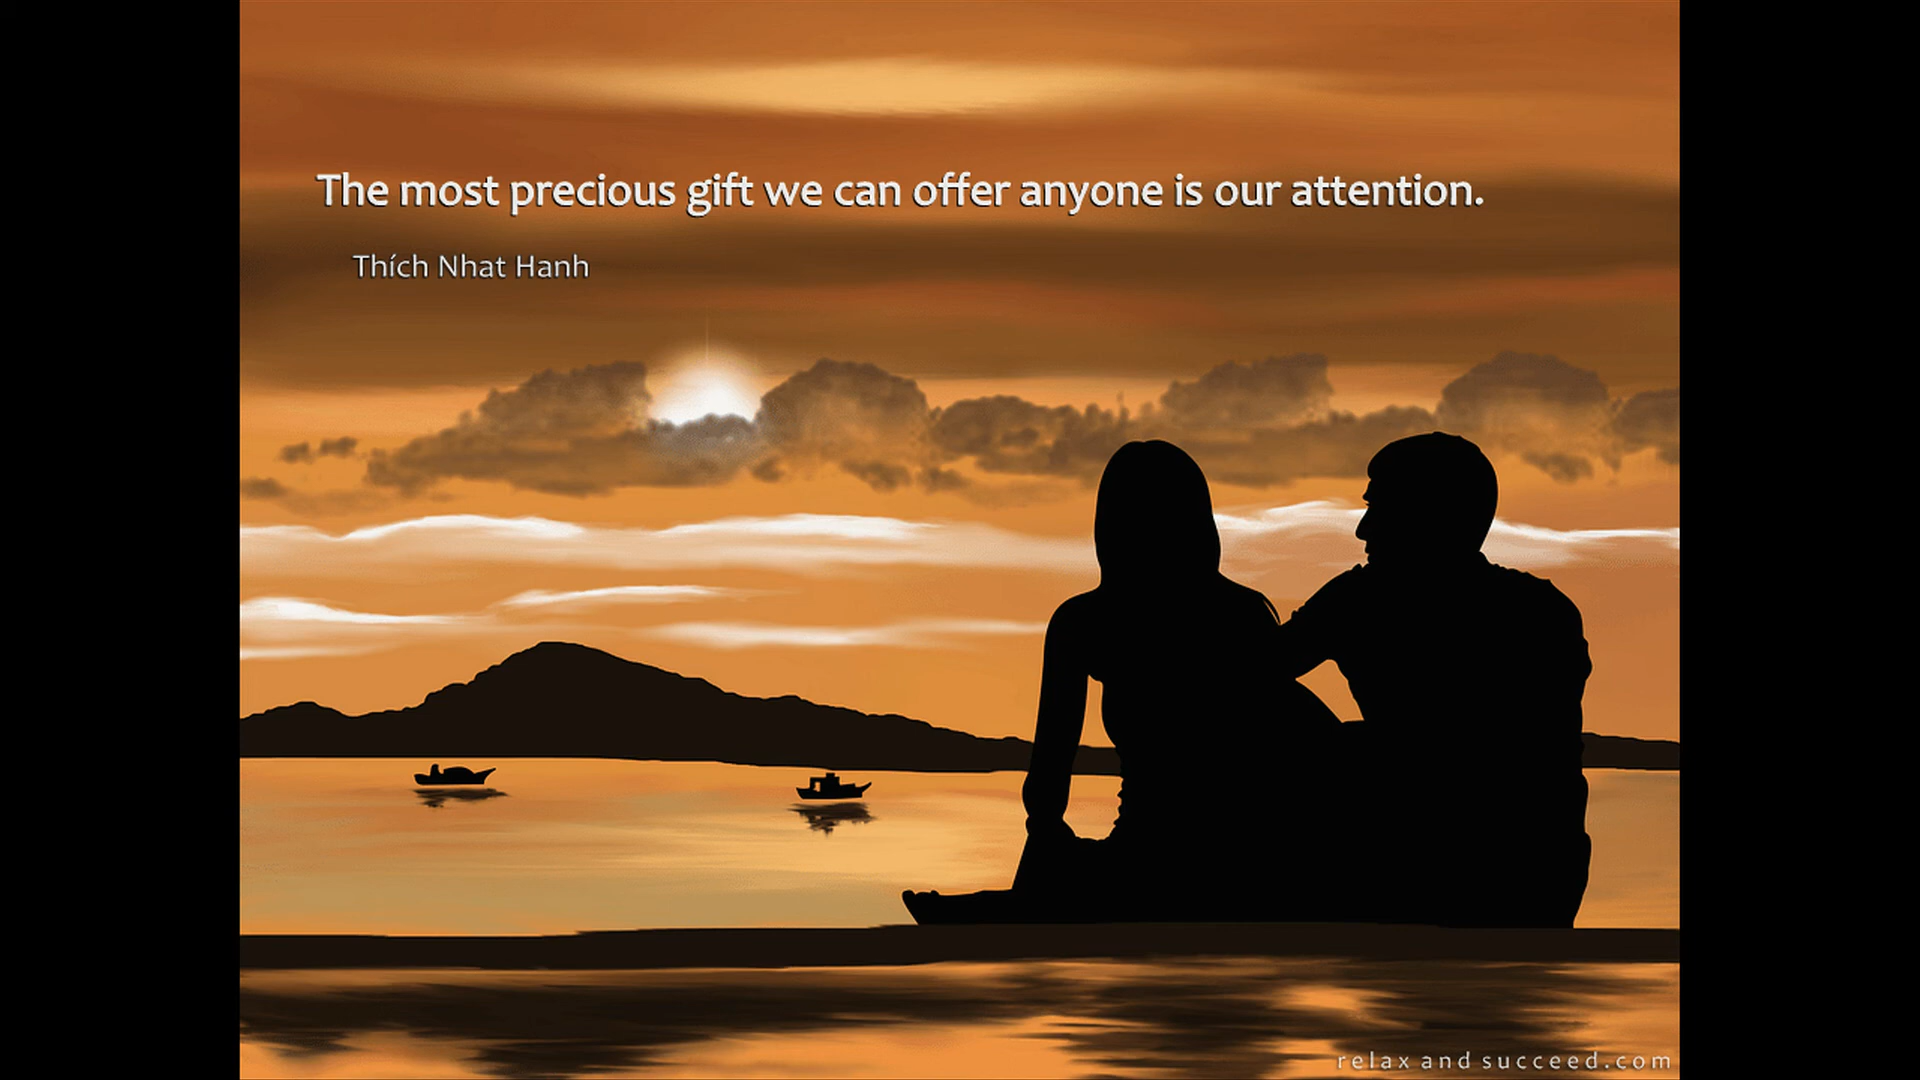 The most precious gift we can offer anyone is our attention.
Thích Nhat Hanh
relax and succeed.com